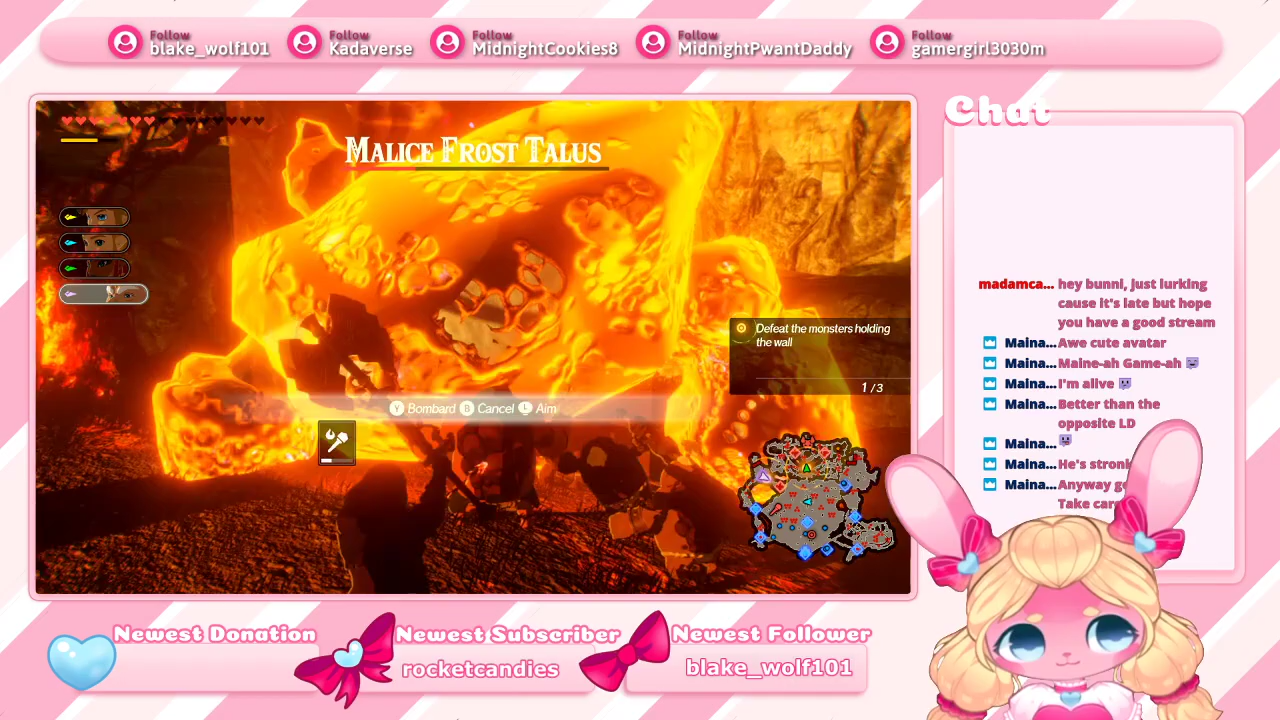 Follow
blake_wolf101
Follow
Kadaverse
Follow
MidnightCookies8
Follow
MidnightPwantDaddy
Follow
gamergirl3030m
Chat
MALICE FROST TALUS
Defeat the monsters holding
the wall
1 / 3
Y Bombard B Cancel L Aim
madamca... hey bunni, just lurking
cause it's late but hope
you have a good stream
Maina... Awe cute avatar
Maina... Maine-ah Game-ah
Maina... I'm alive
Maina... Better than the
opposite LD
Maina...
Maina... He's stronk
Maina... Anyway
Take care
Newest Donation
Newest Subscriber
rocketcandies
Newest Follower
blake_wolf101